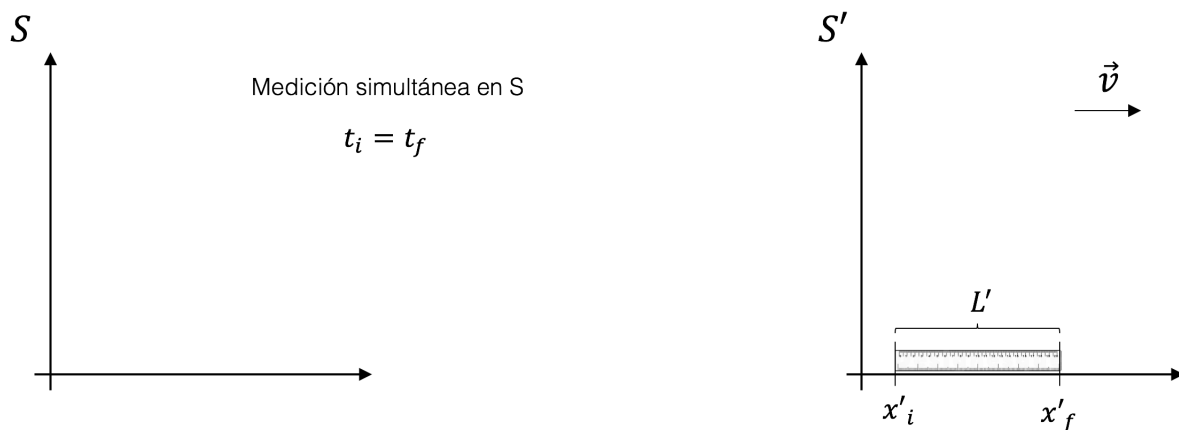 S
Medición simultánea en S
t_i = t_f
S'
v⃗
L'
x'_i
x'_f